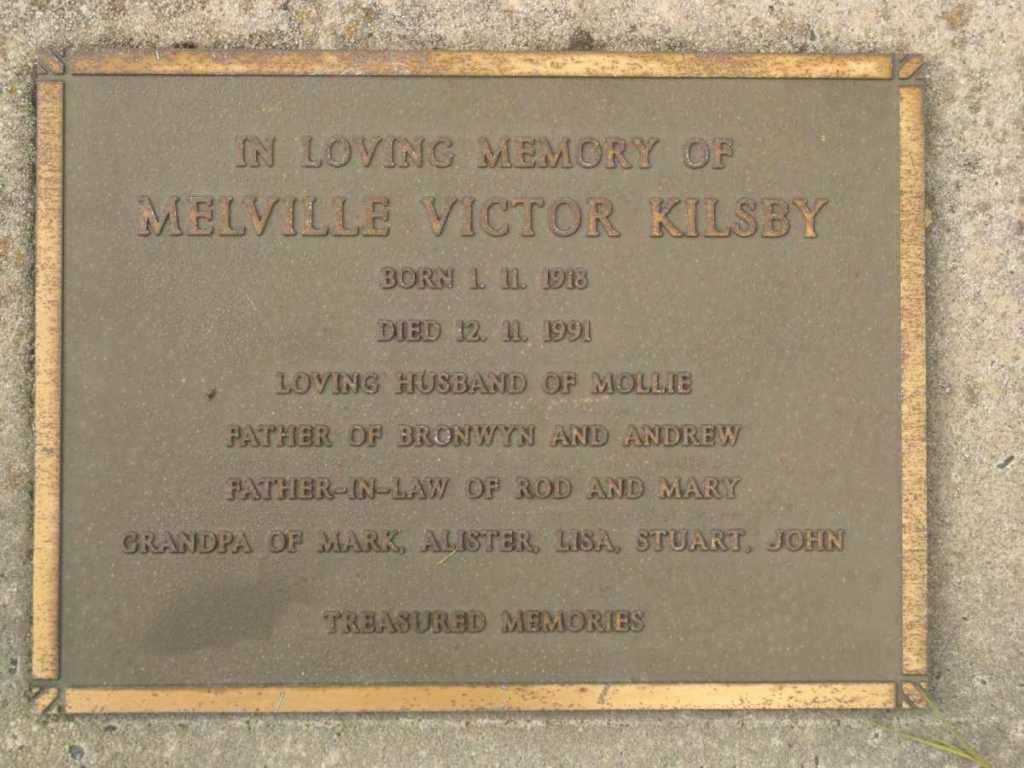 IN LOVING MEMORY OF
MELVILLE VICTOR KILSBY
BORN 1. 11. 1918
DIED 12. 11. 1991
LOVING HUSBAND OF MOLLIE
FATHER OF BRONWYN AND ANDREW
FATHER-IN-LAW OF ROD AND MARY
GRANDPA OF MARK, ALISTER, LISA, STUART, JOHN
TREASURED MEMORIES